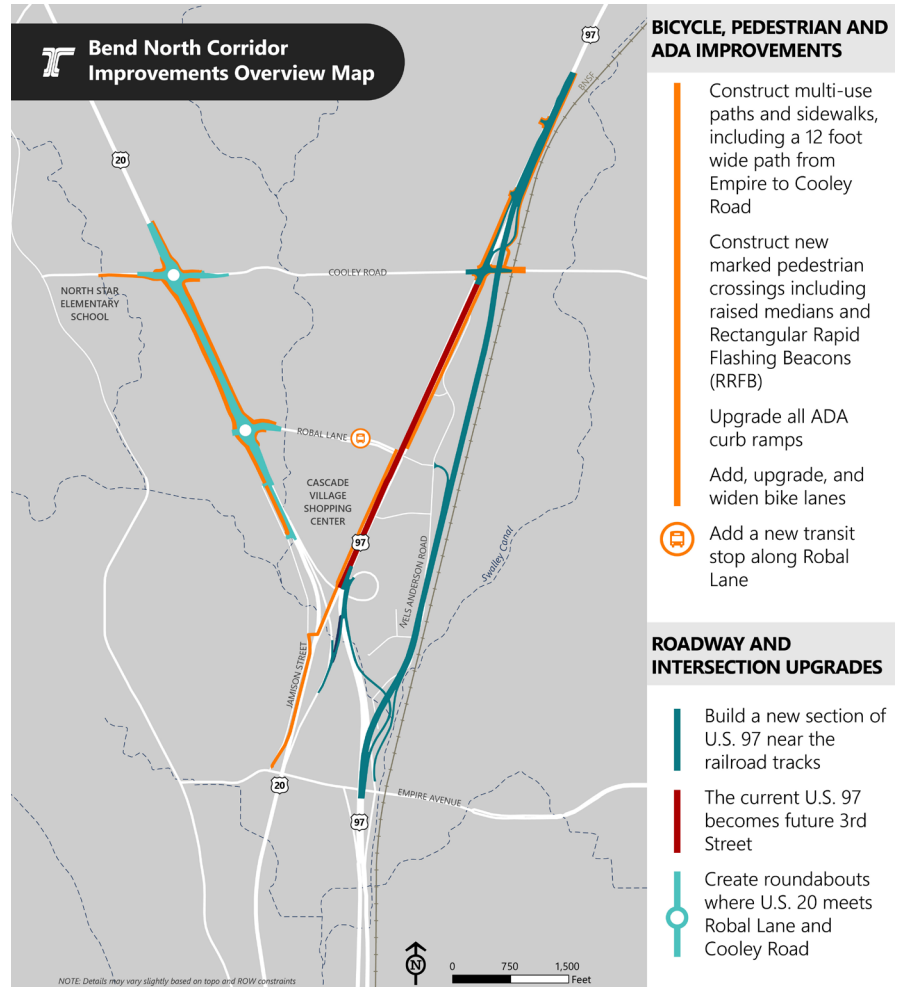 Bend North Corridor
Improvements Overview Map
97
BNSF
20
COOLEY ROAD
NORTH STAR
ELEMENTARY
SCHOOL
ROBAL LANE
CASCADE
VILLAGE
SHOPPING
CENTER
97
NELS ANDERSON ROAD
Swalley Canal
JAMISON STREET
20
EMPIRE AVENUE
97
N
0 750 1,500
Feet
NOTE: Details may vary slightly based on topo and ROW constraints
BICYCLE, PEDESTRIAN AND
ADA IMPROVEMENTS
Construct multi-use
paths and sidewalks,
including a 12 foot
wide path from
Empire to Cooley
Road
Construct new
marked pedestrian
crossings including
raised medians and
Rectangular Rapid
Flashing Beacons
(RRFB)
Upgrade all ADA
curb ramps
Add, upgrade, and
widen bike lanes
Add a new transit
stop along Robal
Lane
ROADWAY AND
INTERSECTION UPGRADES
Build a new section of
U.S. 97 near the
railroad tracks
The current U.S. 97
becomes future 3rd
Street
Create roundabouts
where U.S. 20 meets
Robal Lane and
Cooley Road